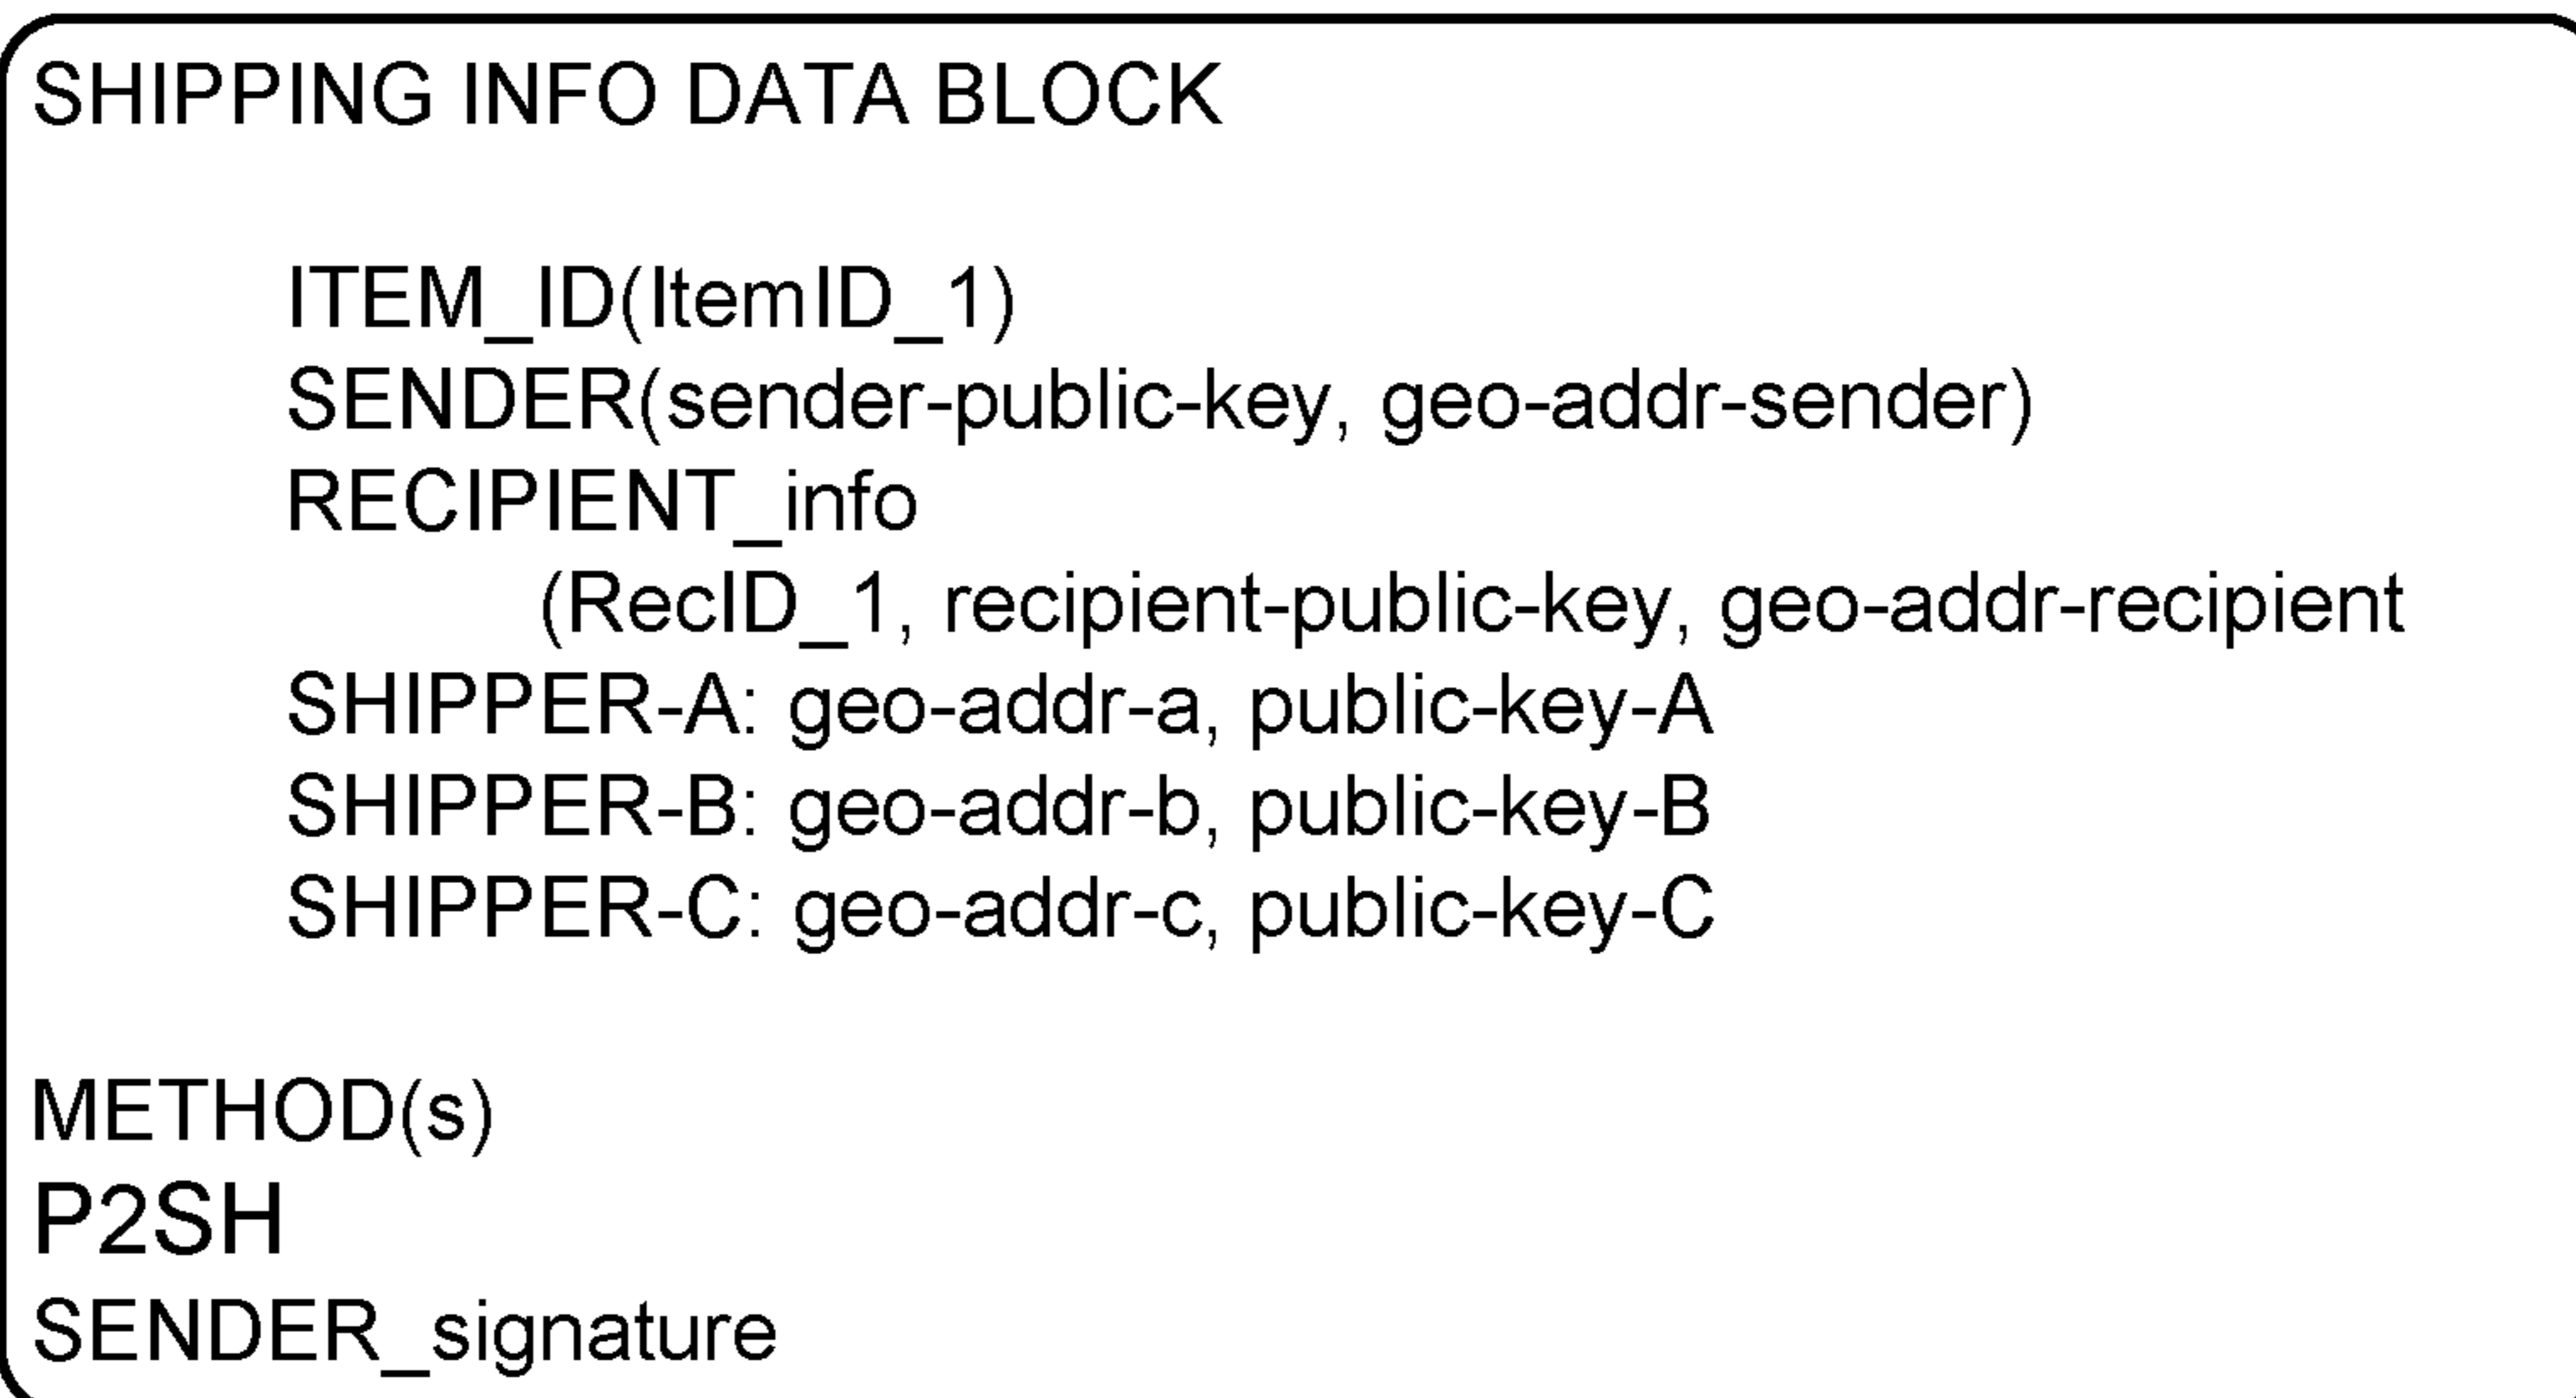 SHIPPING INFO DATA BLOCK
ITEM_ID(ItemID_1)
SENDER(sender-public-key, geo-addr-sender)
RECIPIENT_info
(RecID_1, recipient-public-key, geo-addr-recipient
SHIPPER-A: geo-addr-a, public-key-A
SHIPPER-B: geo-addr-b, public-key-B
SHIPPER-C: geo-addr-c, public-key-C
METHOD(s)
P2SH
SENDER_signature